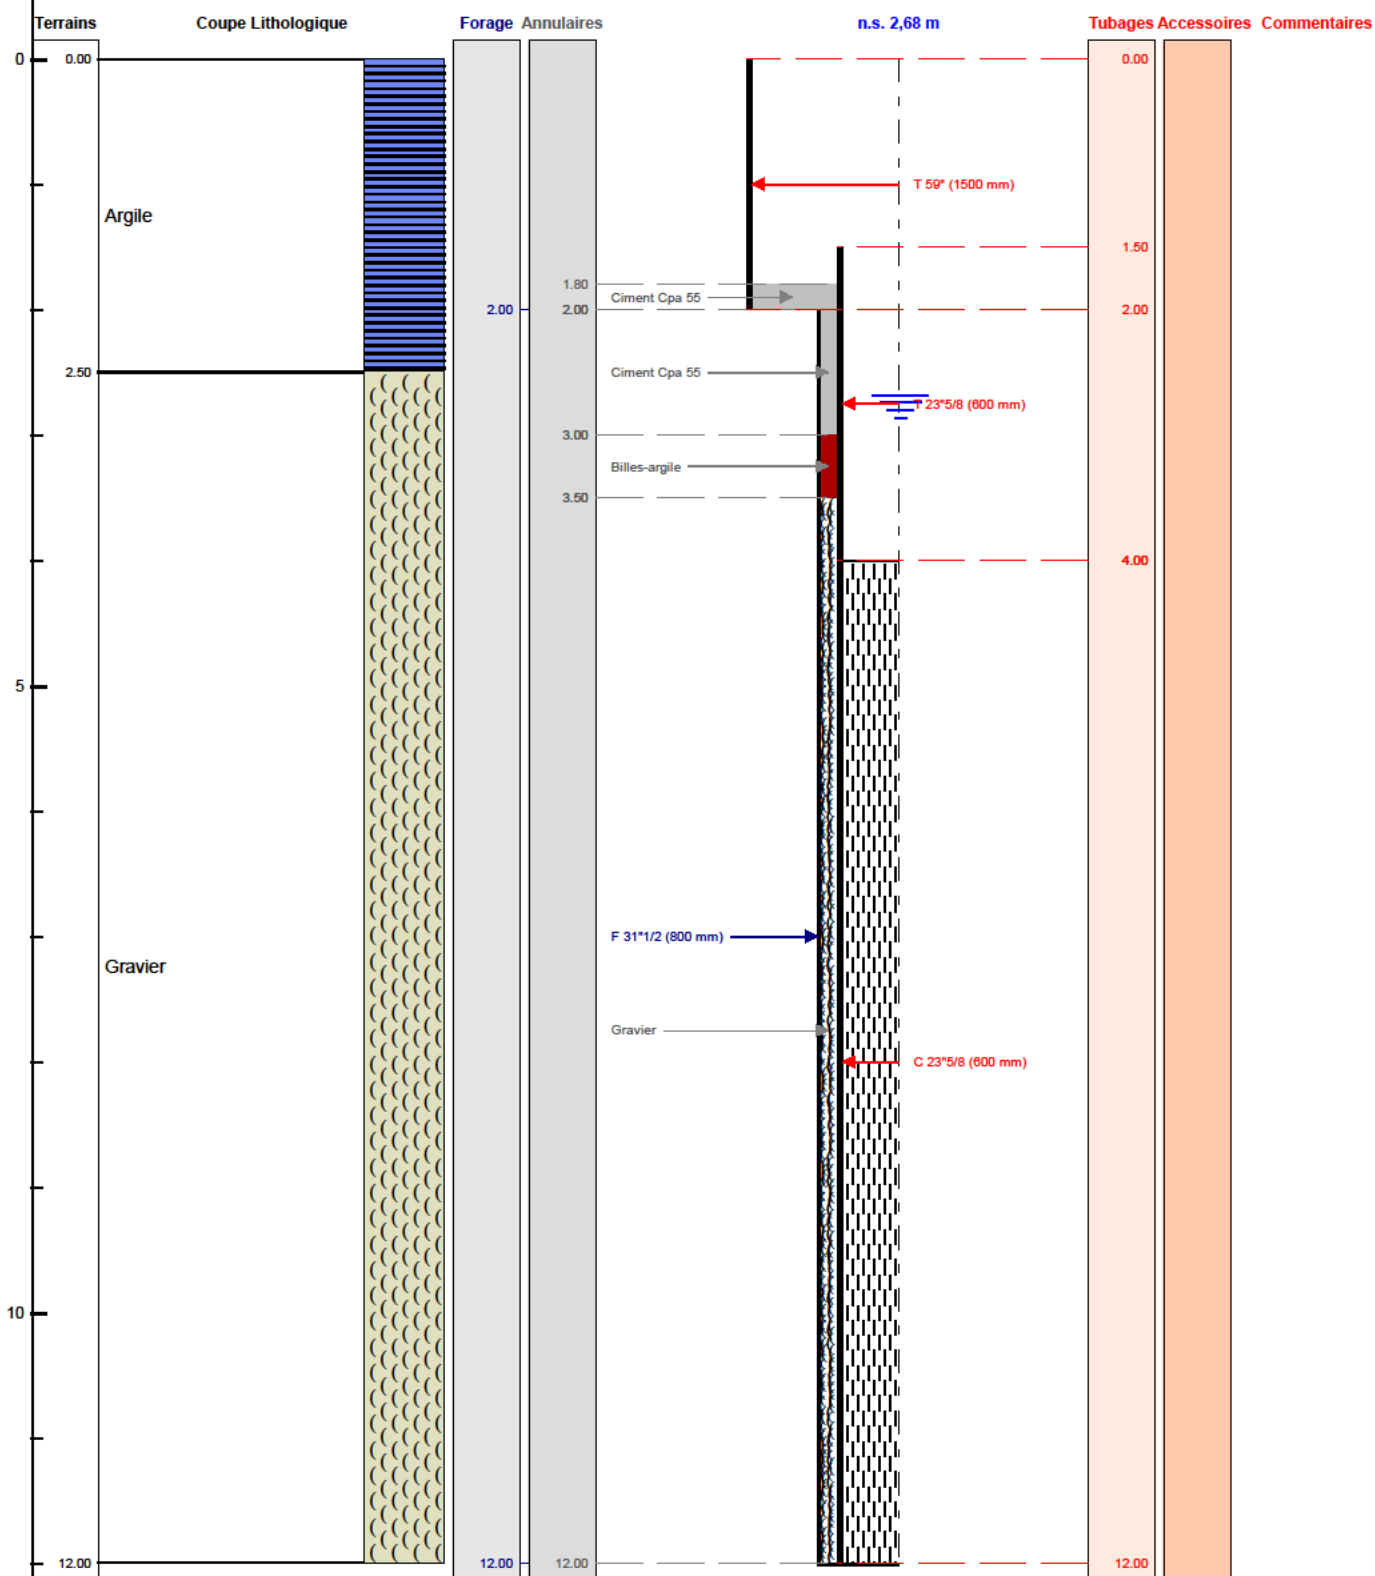 Terrains Coupe Lithologique Forage Annulaires n.s. 2,68 m Tubages Accessoires Commentaires
0 0.00 0.00
T 59" (1500 mm)
Argile
1.50
1.80
Ciment Cpa 55
2.00 2.00 2.00
2.50 Ciment Cpa 55
T 23"5/8 (600 mm)
3.00
Billes-argile
3.50
4.00
5
F 31"1/2 (800 mm)
Gravier
Gravier
C 23"5/8 (600 mm)
10
12.00 12.00 12.00 12.00